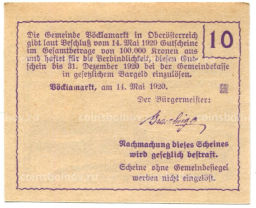 Die Gemeinde Vöcklamarkt in Oberösterreich
gibt laut Beschluß vom 14. Mai 1920 Gutscheine
im Gesamtbetrage von 100.000 Kronen aus
und haftet für die Verbindlichkeit, diesen Gut-
schein bis 31. Dezember 1920 bei der Gemeindekasse
in gesetzlichem Bargeld einzulösen.
10
Vöcklamarkt, am 14. Mai 1920.
Der Bürgermeister:
Nachmachung dieses Scheines
wird gesetzlich bestraft.
Scheine ohne Gemeindesiegel
werden nicht eingelöst.